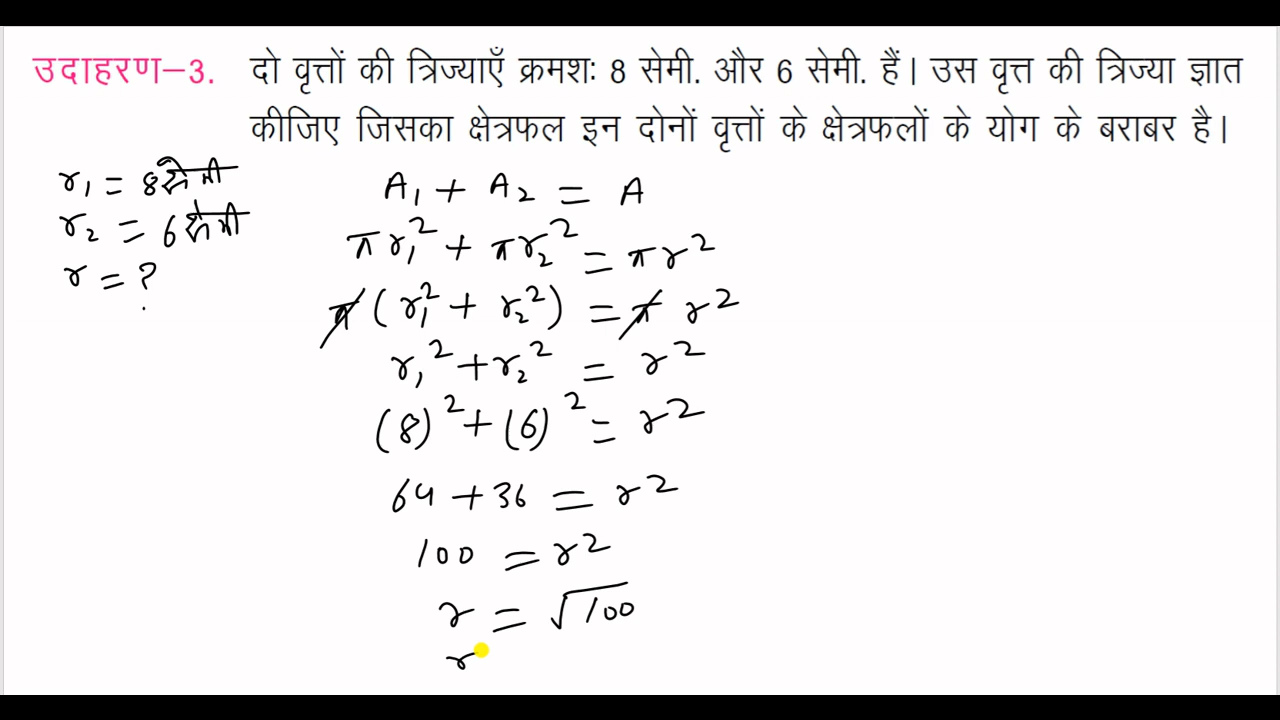 उदाहरण–3. दो वृत्तों की त्रिज्याएँ क्रमशः 8 सेमी. और 6 सेमी. हैं। उस वृत्त की त्रिज्या ज्ञात
कीजिए जिसका क्षेत्रफल इन दोनों वृत्तों के क्षेत्रफलों के योग के बराबर है।
r₁ = 8 सेमी
r₂ = 6 सेमी
r = ?
A₁ + A₂ = A
πr₁² + πr₂² = πr²
π(r₁² + r₂²) = π r²
r₁² + r₂² = r²
(8)² + (6)² = r²
64 + 36 = r²
100 = r²
r = √100
r